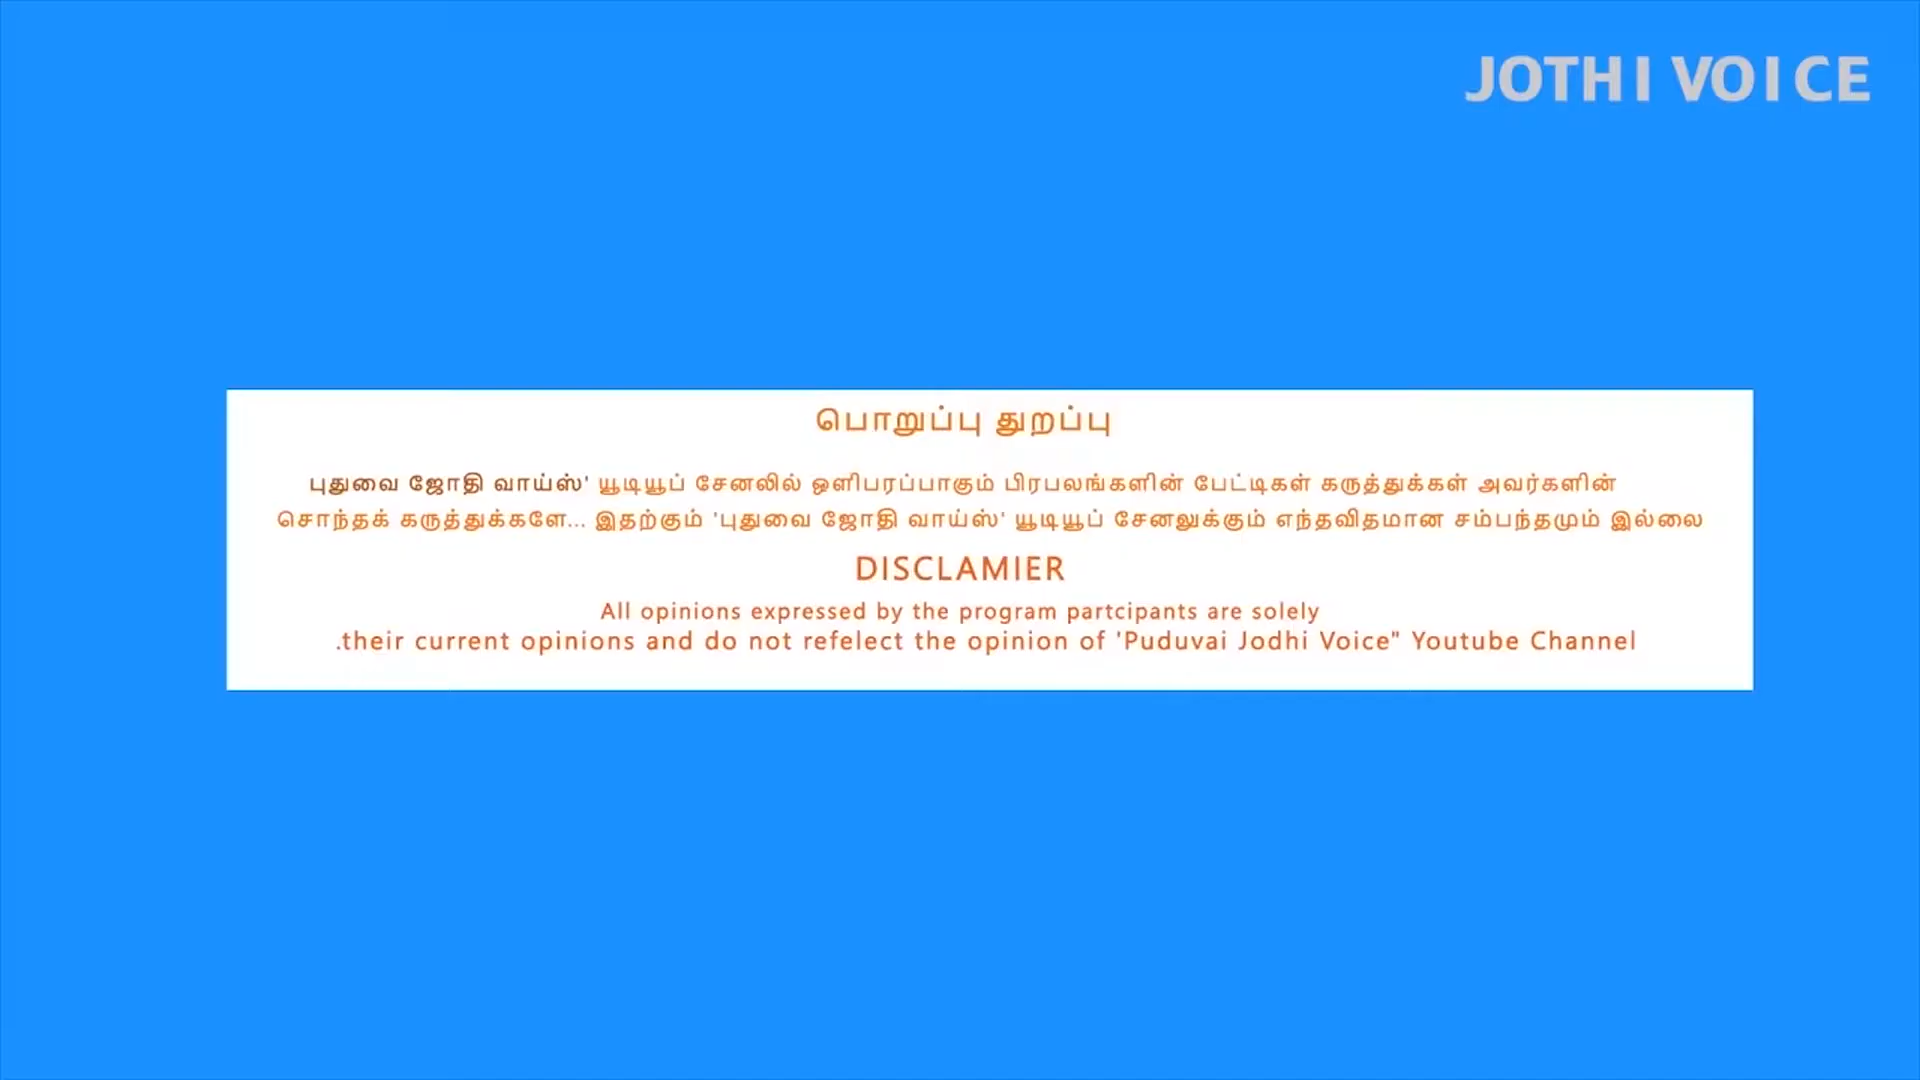 JOTHI VOICE
பொறுப்பு துறப்பு
புதுவை ஜோதி வாய்ஸ்' யூடியூப் சேனலில் ஒளிபரப்பாகும் பிரபலங்களின் பேட்டிகள் கருத்துக்கள் அவர்களின்
சொந்தக் கருத்துக்களே... இதற்கும் 'புதுவை ஜோதி வாய்ஸ்' யூடியூப் சேனலுக்கும் எந்தவிதமான சம்பந்தமும் இல்லை
DISCLAMIER
All opinions expressed by the program partcipants are solely
.their current opinions and do not refelect the opinion of 'Puduvai Jodhi Voice" Youtube Channel